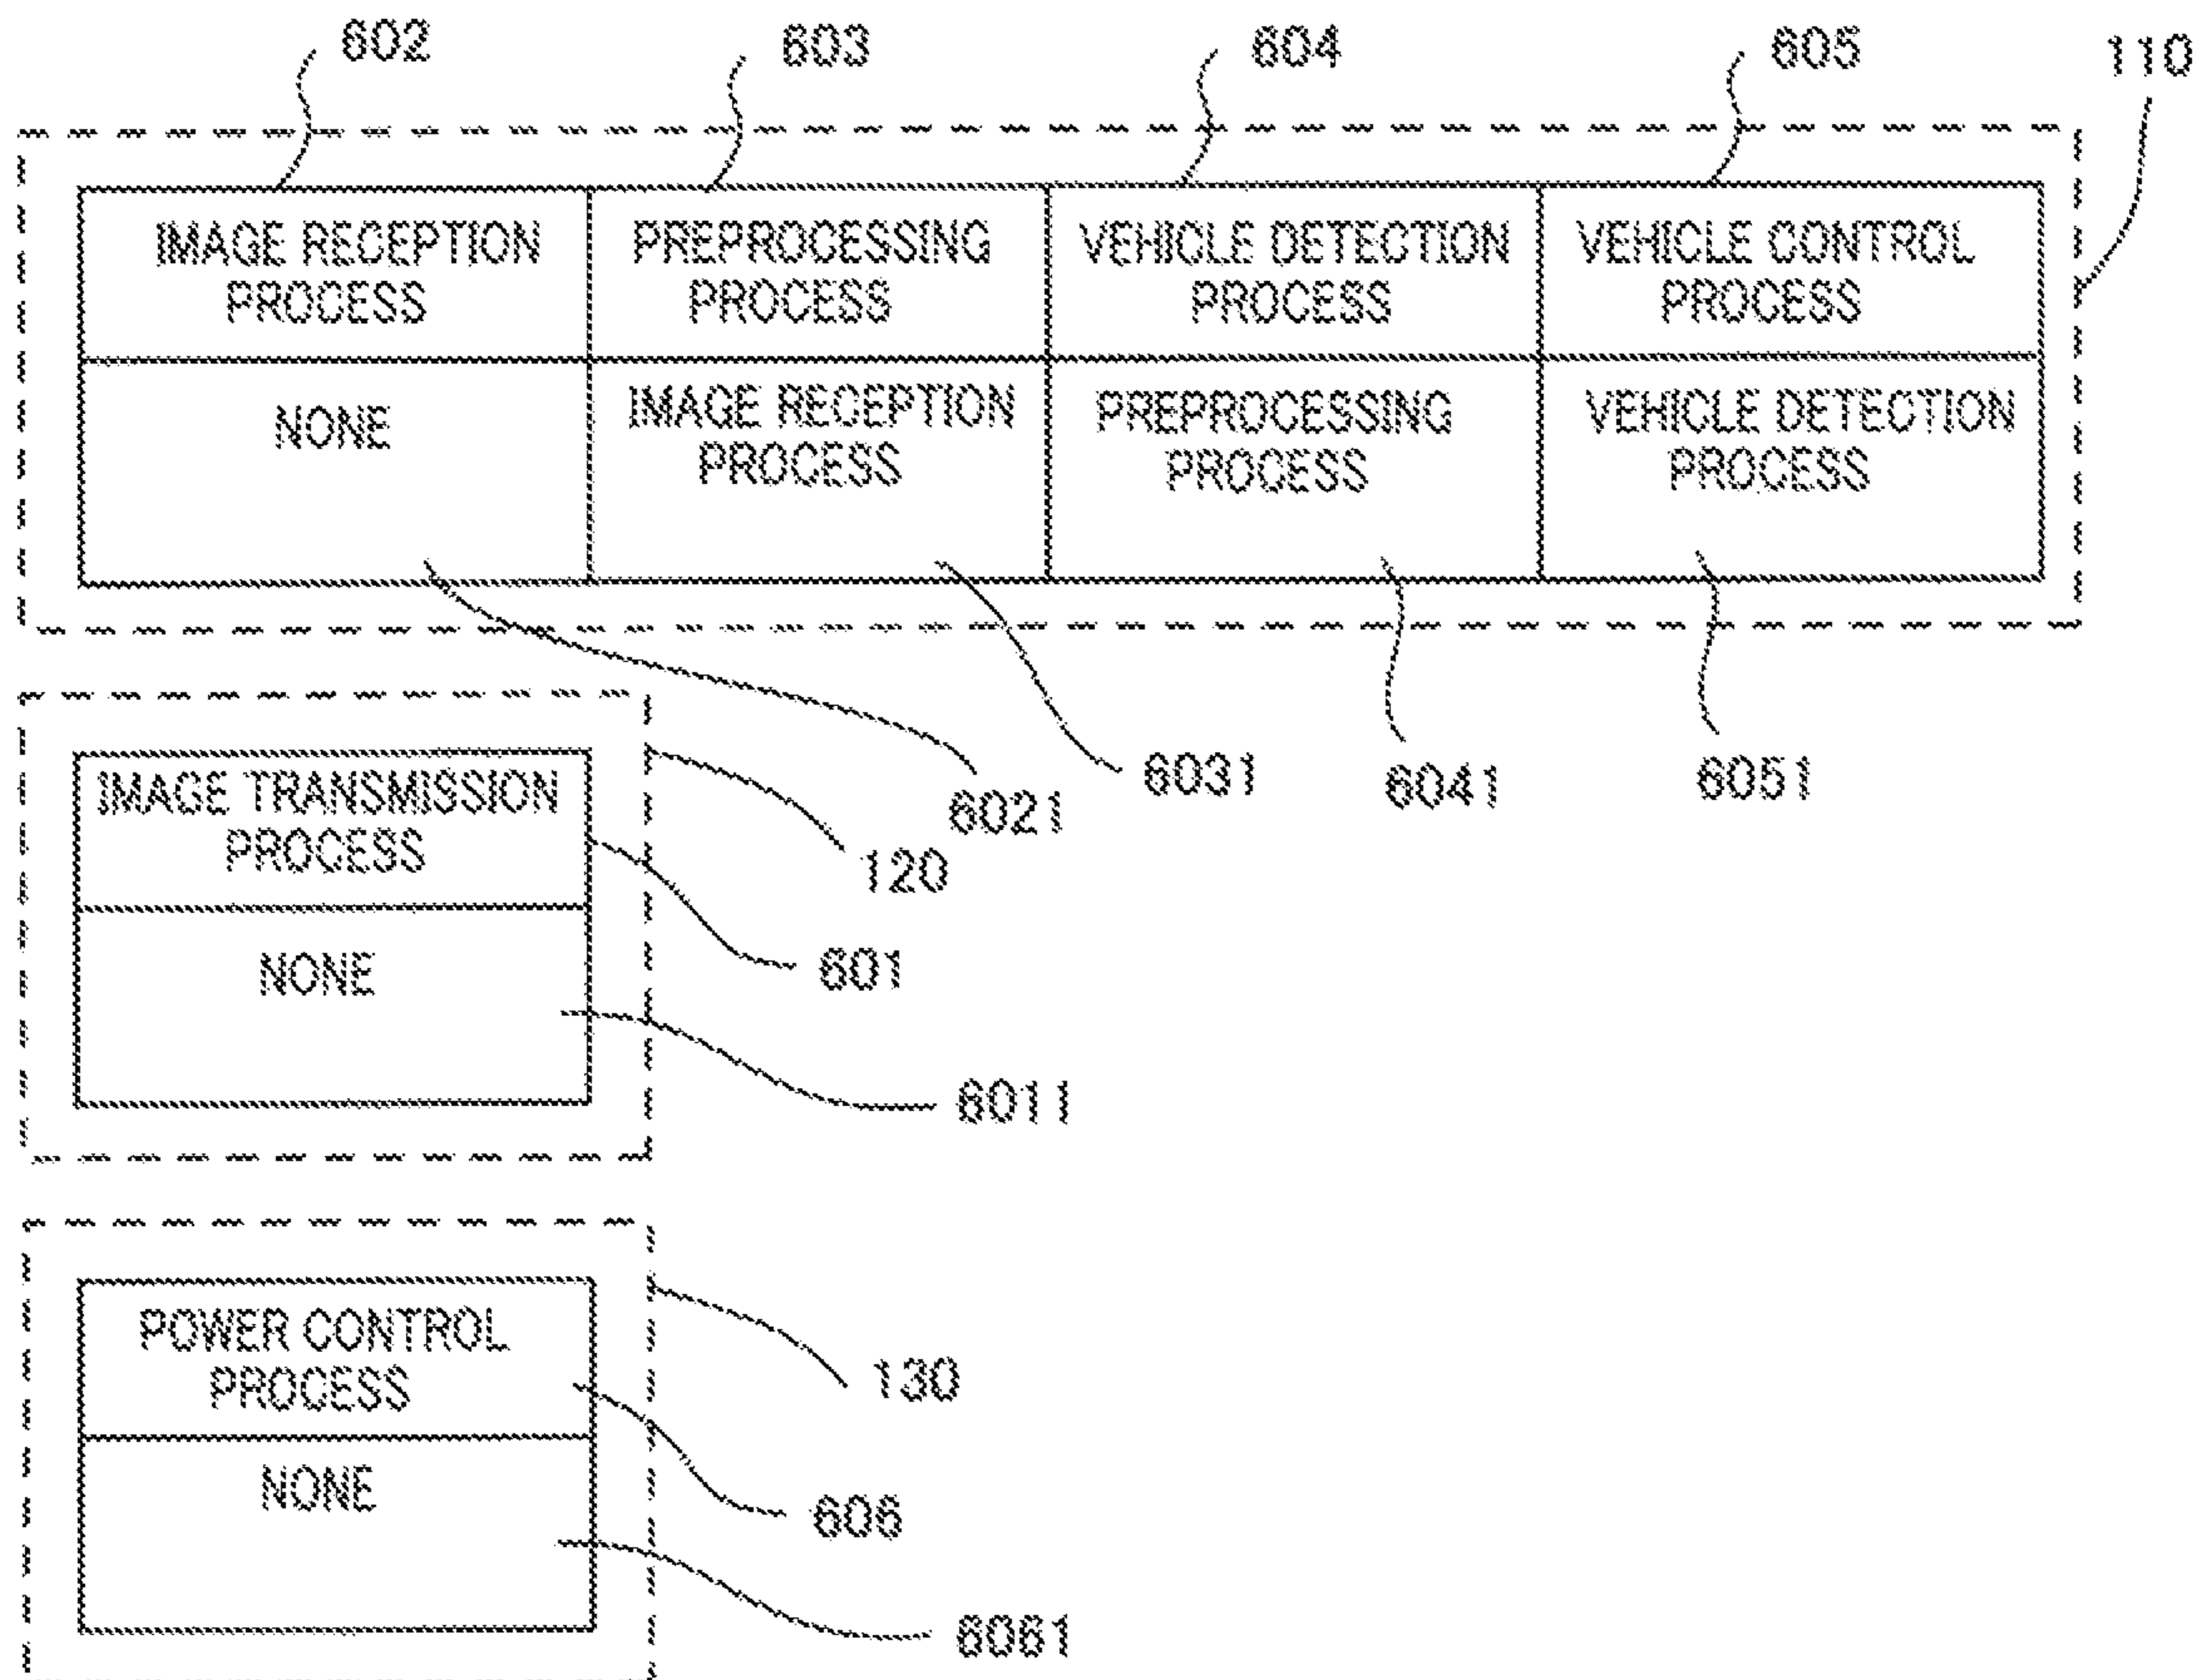 602 603 604 605 110
IMAGE RECEPTION PROCESS
PREPROCESSING PROCESS
VEHICLE DETECTION PROCESS
VEHICLE CONTROL PROCESS
NONE
IMAGE RECEPTION PROCESS
PREPROCESSING PROCESS
VEHICLE DETECTION PROCESS
6021 6031 6041 6051
IMAGE TRANSMISSION
PROCESS
120
601
NONE
6011
POWER CONTROL
PROCESS
130
606
NONE
6061